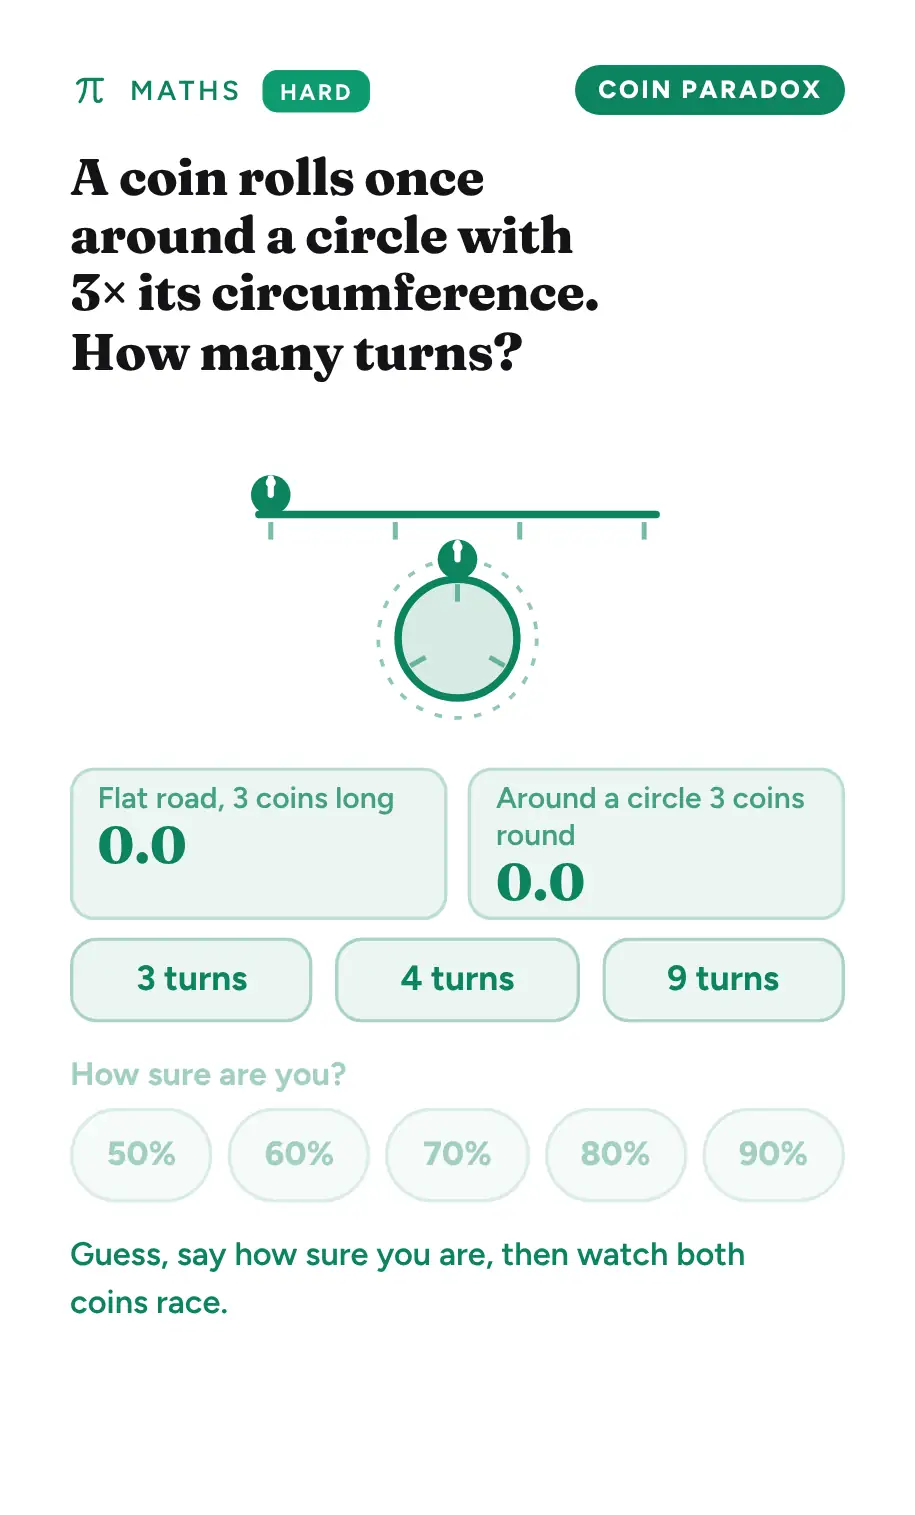 π MATHS HARD COIN PARADOX
A coin rolls once
around a circle with
3× its circumference.
How many turns?
Flat road, 3 coins long
0.0
Around a circle 3 coins
round
0.0
3 turns 4 turns 9 turns
How sure are you?
50% 60% 70% 80% 90%
Guess, say how sure you are, then watch both
coins race.